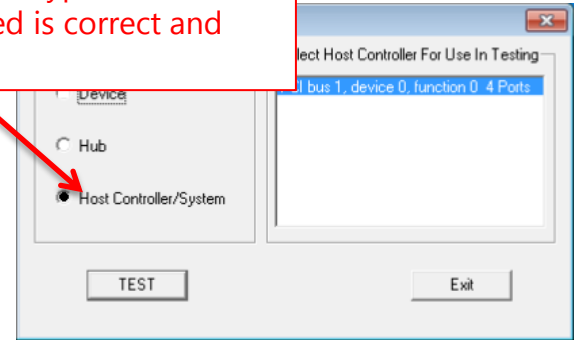 ed is correct and
ect Host Controller For Use In Testing
Device
bus 1, device 0, function 0 4 Ports
Hub
Host Controller/System
TEST
Exit